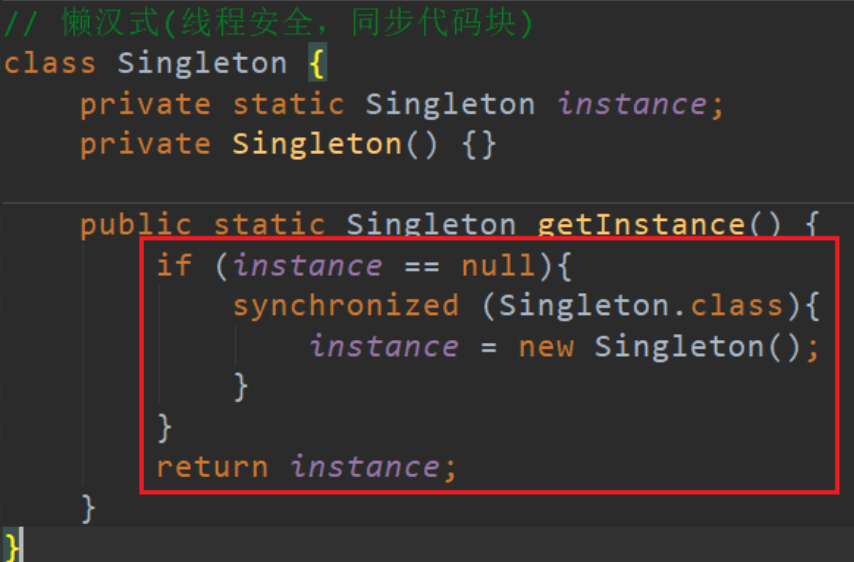 // 懒汉式(线程安全，同步代码块)
class Singleton {
    private static Singleton instance;
    private Singleton() {}

    public static Singleton getInstance() {
        if (instance == null){
            synchronized (Singleton.class){
                instance = new Singleton();
            }
        }
        return instance;
    }
}